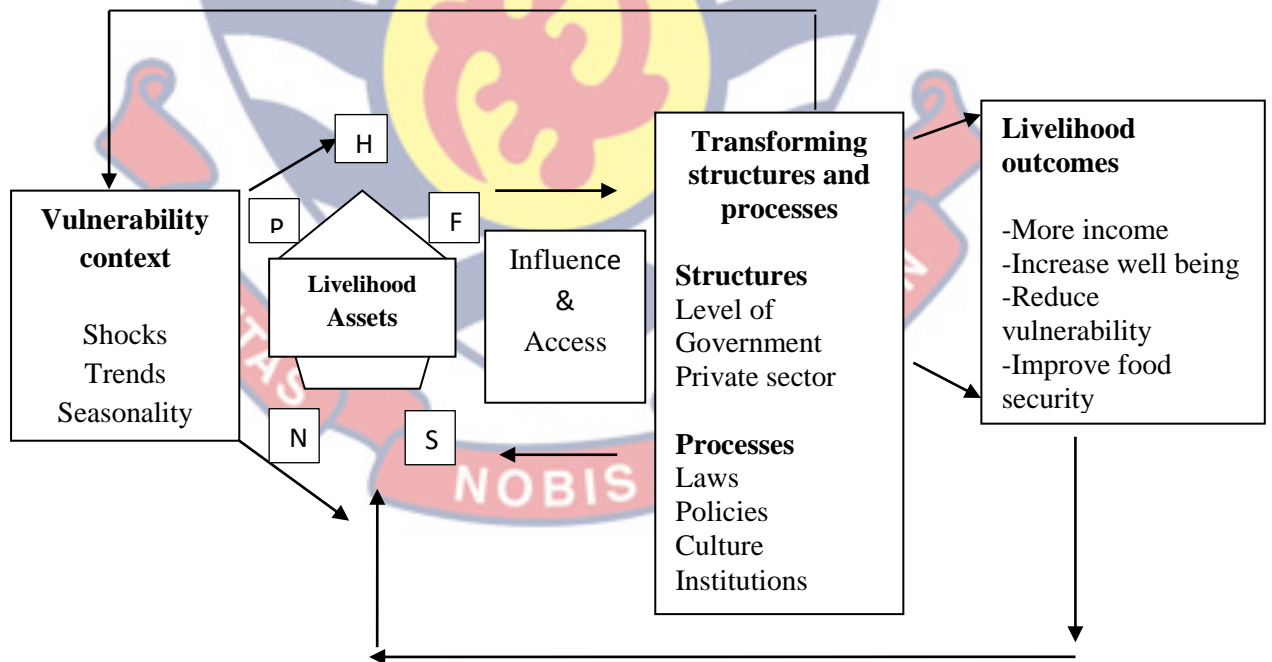 Vulnerability
context
Shocks
Trends
Seasonality
H
P
F
N
S
Livelihood
Assets
Influence
&
Access
Transforming
structures and
processes
Structures
Level of
Government
Private sector
Processes
Laws
Policies
Culture
Institutions
Livelihood
outcomes
-More income
-Increase well being
-Reduce
vulnerability
-Improve food
security
NOBIS